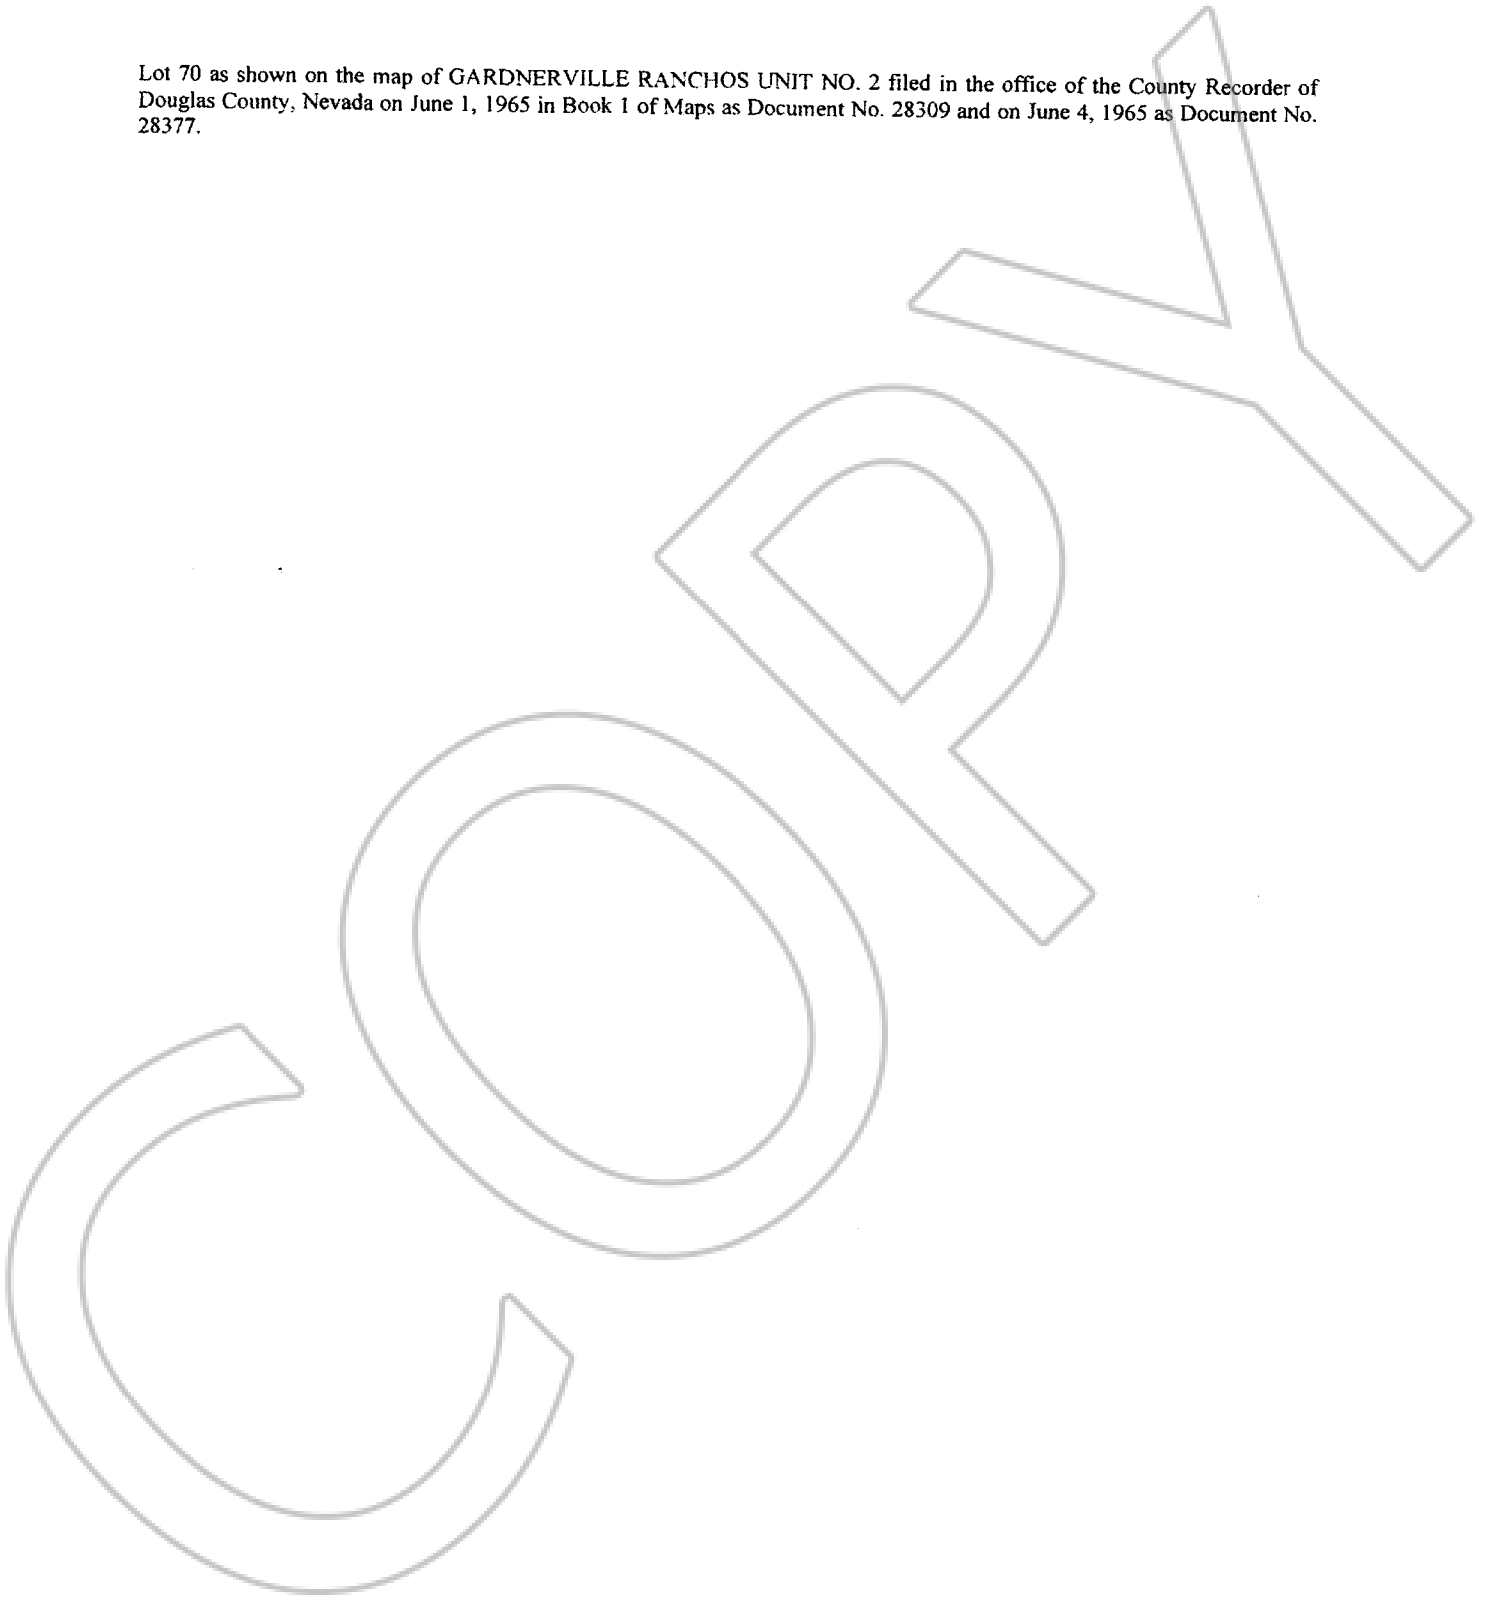 Lot 70 as shown on the map of GARDNERVILLE RANCHOS UNIT NO. 2 filed in the office of the County Recorder of
Douglas County, Nevada on June 1, 1965 in Book 1 of Maps as Document No. 28309 and on June 4, 1965 as Document No.
28377.
COPY